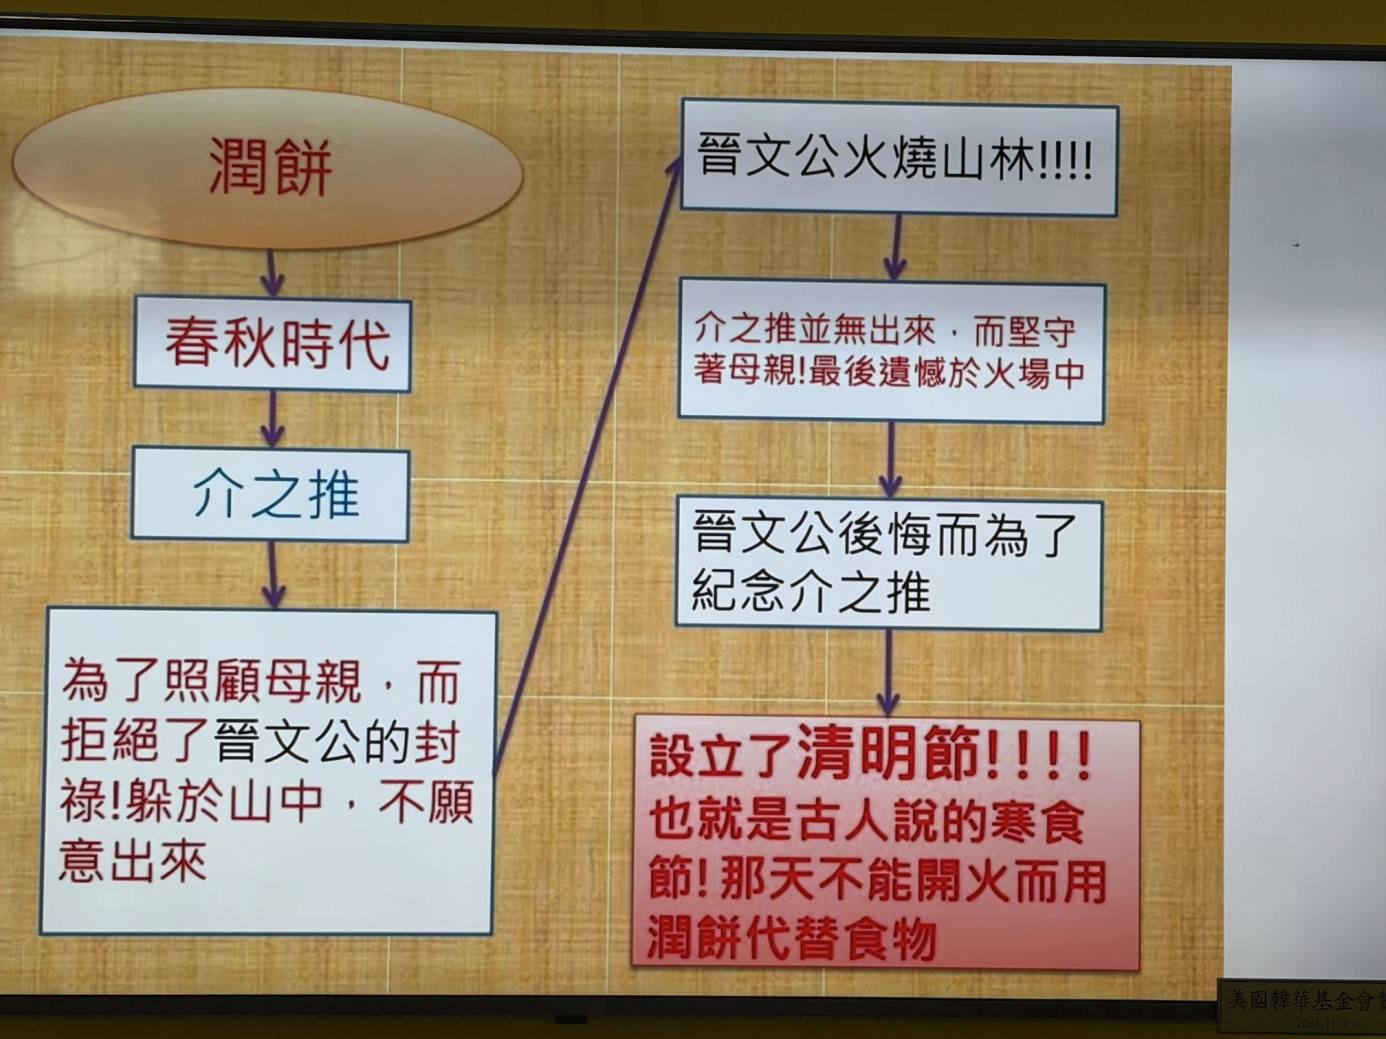 潤餅
春秋時代
介之推
為了照顧母親，而
拒絕了晉文公的封
祿!躲於山中，不願
意出來
晉文公火燒山林!!!!
介之推並無出來，而堅守
著母親!最後遺憾於火場中
晉文公後悔而為了
紀念介之推
設立了清明節!!!!
也就是古人說的寒食
節! 那天不能開火而用
潤餅代替食物
美國韓華基金會